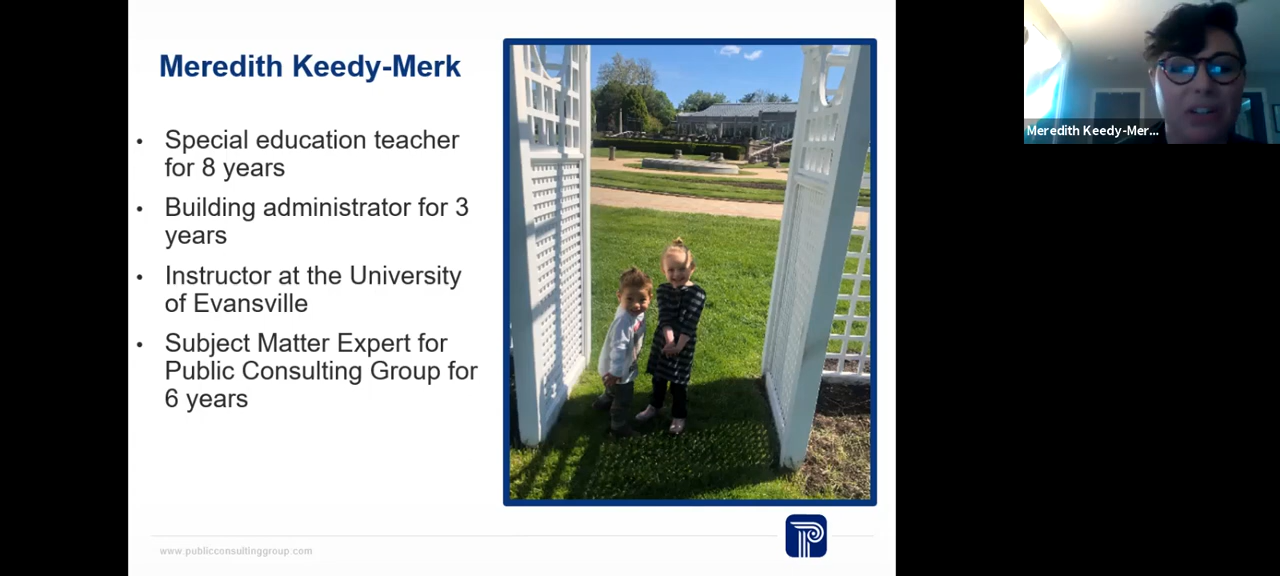 Meredith Keedy-Merk
• Special education teacher
for 8 years
• Building administrator for 3
years
• Instructor at the University
of Evansville
• Subject Matter Expert for
Public Consulting Group for
6 years
www.publicconsultinggroup.com
Meredith Keedy-Mer...